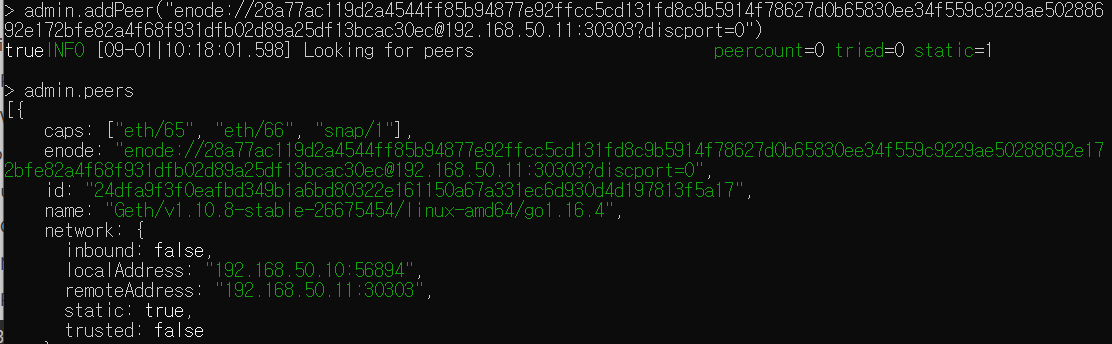 > admin.addPeer("enode://28a77ac119d2a4544ff85b94877e92ffcc5cd131fd8c9b5914f78627d0b65830ee34f559c9229ae502886
92e172bfe82a4f68f931dfb02d89a25df13bcac30ec@192.168.50.11:30303?discport=0")
trueINFO [09-01|10:18:01.598] Looking for peers peercount=0 tried=0 static=1
> admin.peers
[{
caps: ["eth/65", "eth/66", "snap/1"],
enode: "enode://28a77ac119d2a4544ff85b94877e92ffcc5cd131fd8c9b5914f78627d0b65830ee34f559c9229ae50288692e17
2bfe82a4f68f931dfb02d89a25df13bcac30ec@192.168.50.11:30303?discport=0",
id: "24dfa9f3f0eafbd349b1a6bd80322e161150a67a331ec6d930d4d197813f5a17",
name: "Geth/v1.10.8-stable-26675454/linux-amd64/go1.16.4",
network: {
inbound: false,
localAddress: "192.168.50.10:56894",
remoteAddress: "192.168.50.11:30303",
static: true,
trusted: false